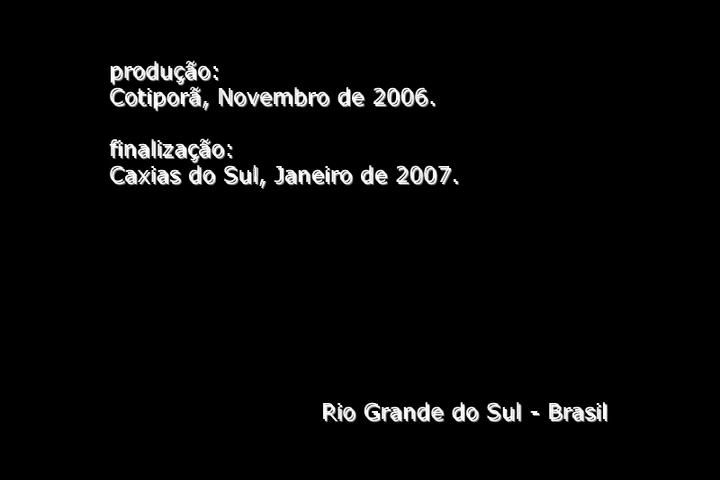 produção:
Cotiporã, Novembro de 2006.
finalização:
Caxias do Sul, Janeiro de 2007.
Rio Grande do Sul - Brasil